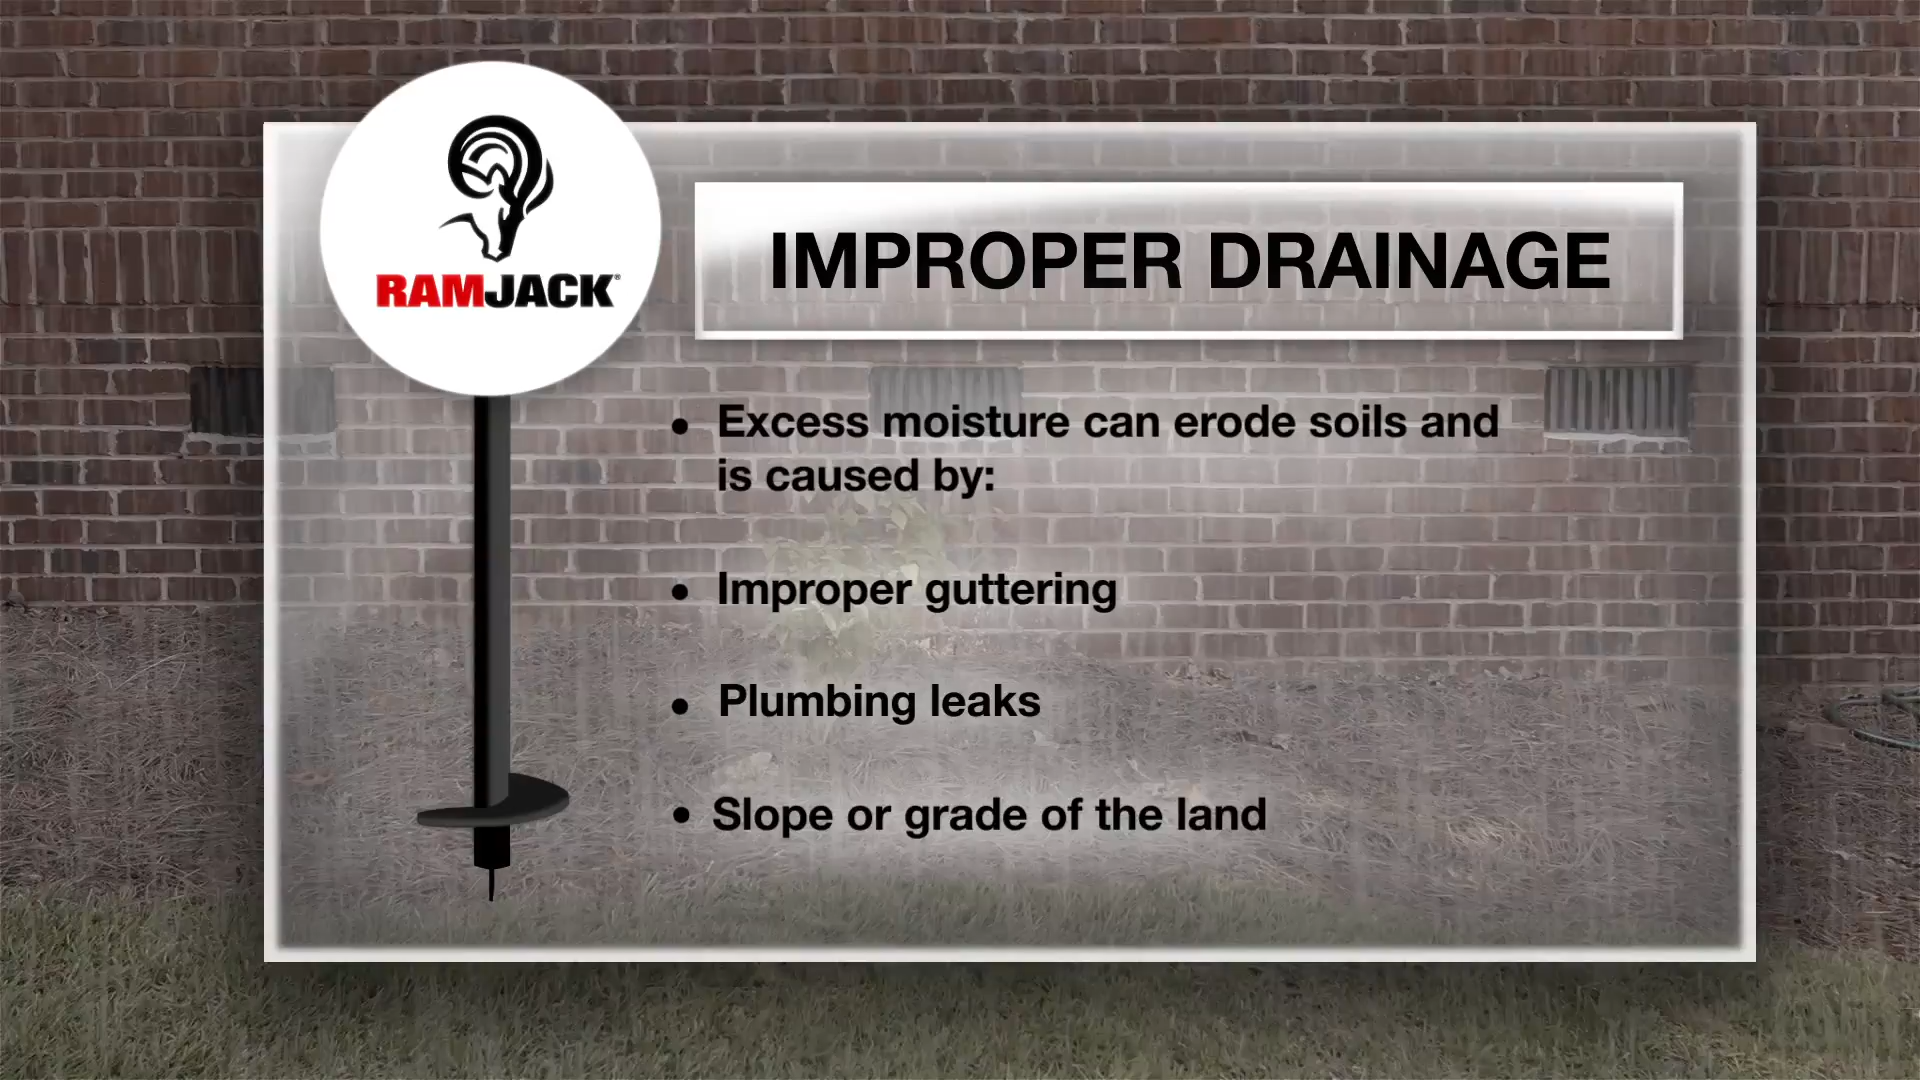 RAMJACK®
IMPROPER DRAINAGE
• Excess moisture can erode soils and
is caused by:
• Improper guttering
• Plumbing leaks
• Slope or grade of the land